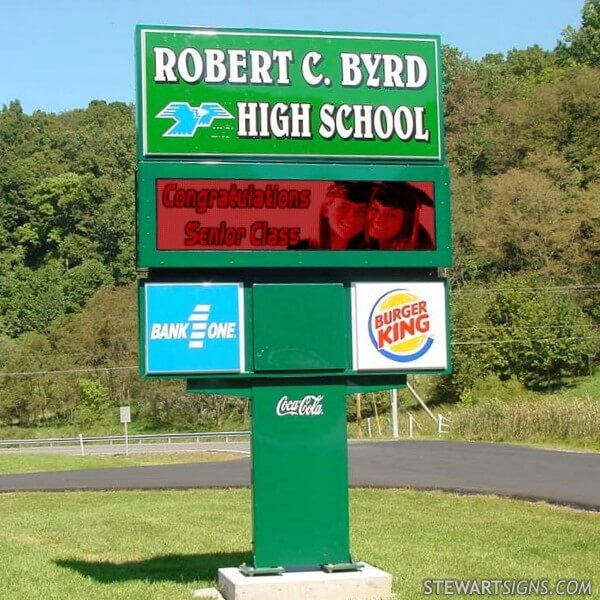 ROBERT C. BYRD
HIGH SCHOOL
Congratulations
Senior Class
BANK ONE.
BURGER
KING
Coca-Cola
STEWARTSIGNS.COM